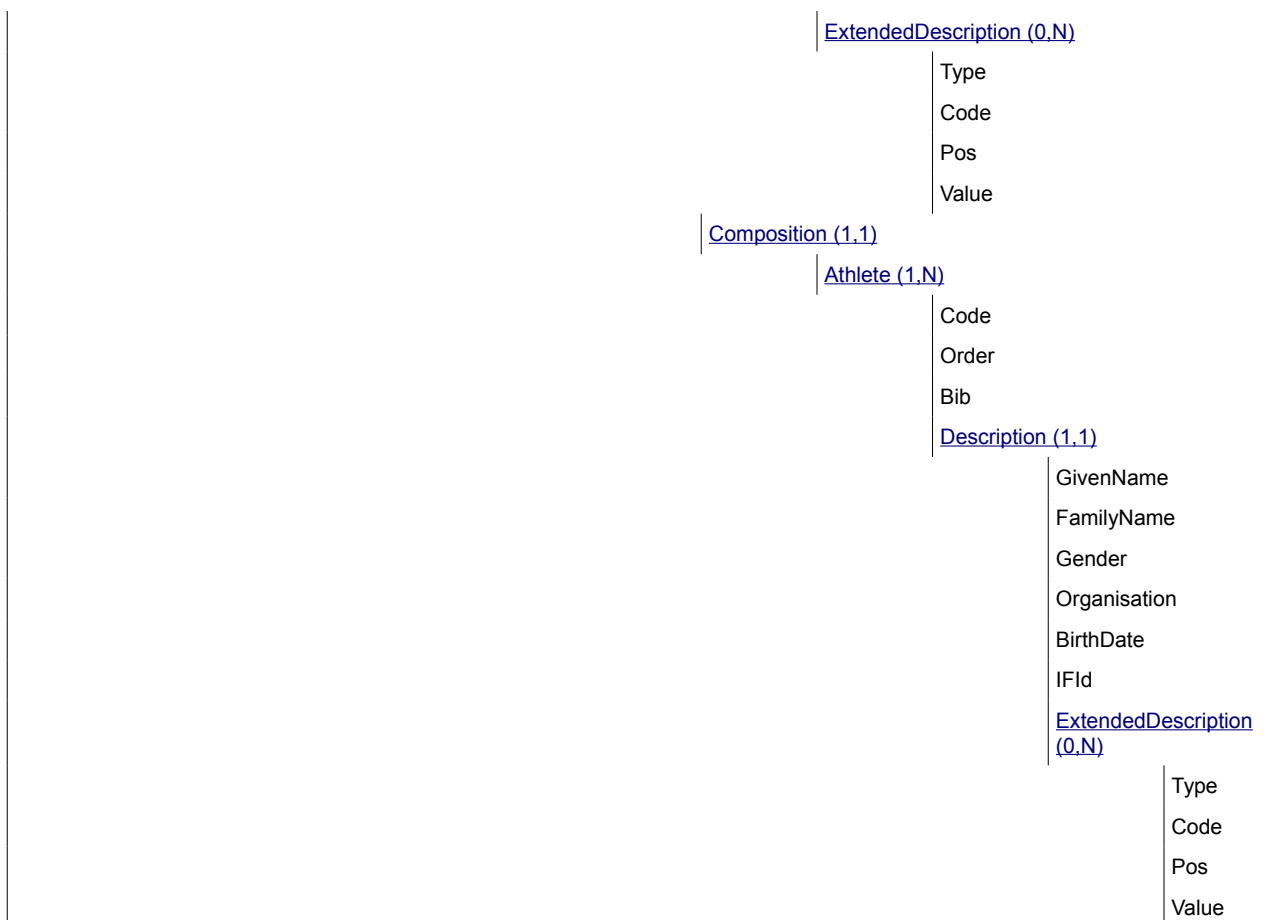 ExtendedDescription (0,N)
Type
Code
Pos
Value
Composition (1,1)
Athlete (1,N)
Code
Order
Bib
Description (1,1)
GivenName
FamilyName
Gender
Organisation
BirthDate
IFId
ExtendedDescription
(0,N)
Type
Code
Pos
Value